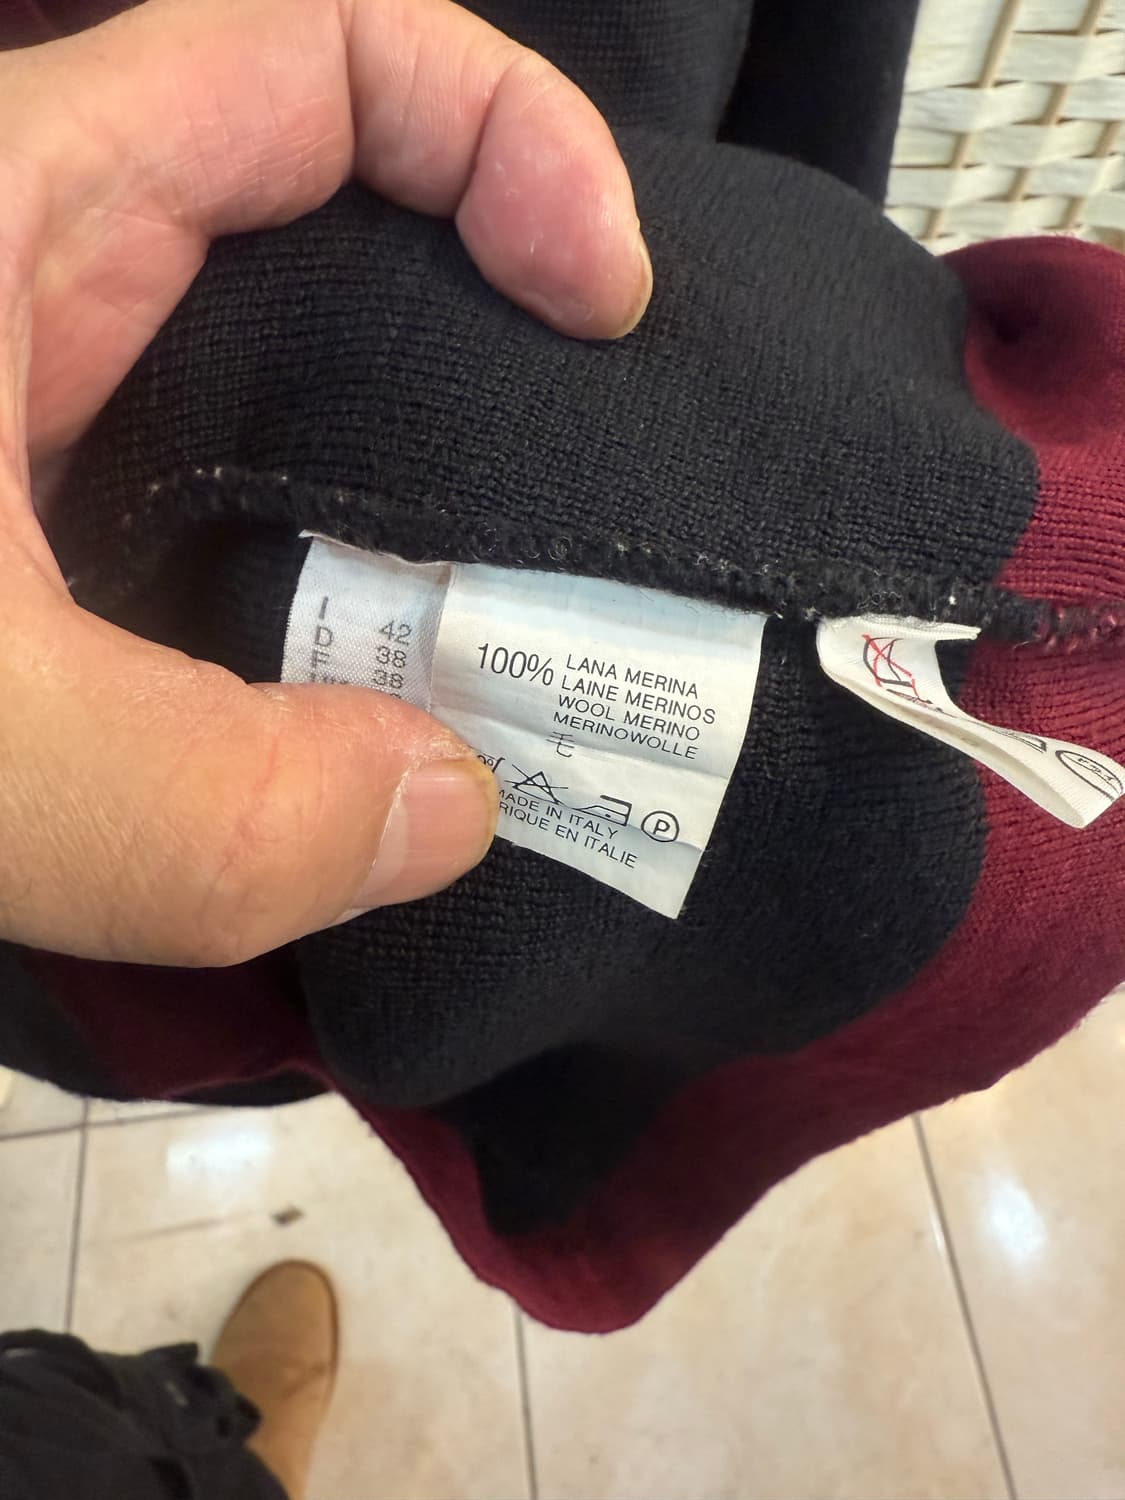 I 42
D 38
F 38
100% LANA MERINA
LAINE MERINOS
WOOL MERINO
MERINOWOLLE
毛
MADE IN ITALY
RIQUE EN ITALIE
P